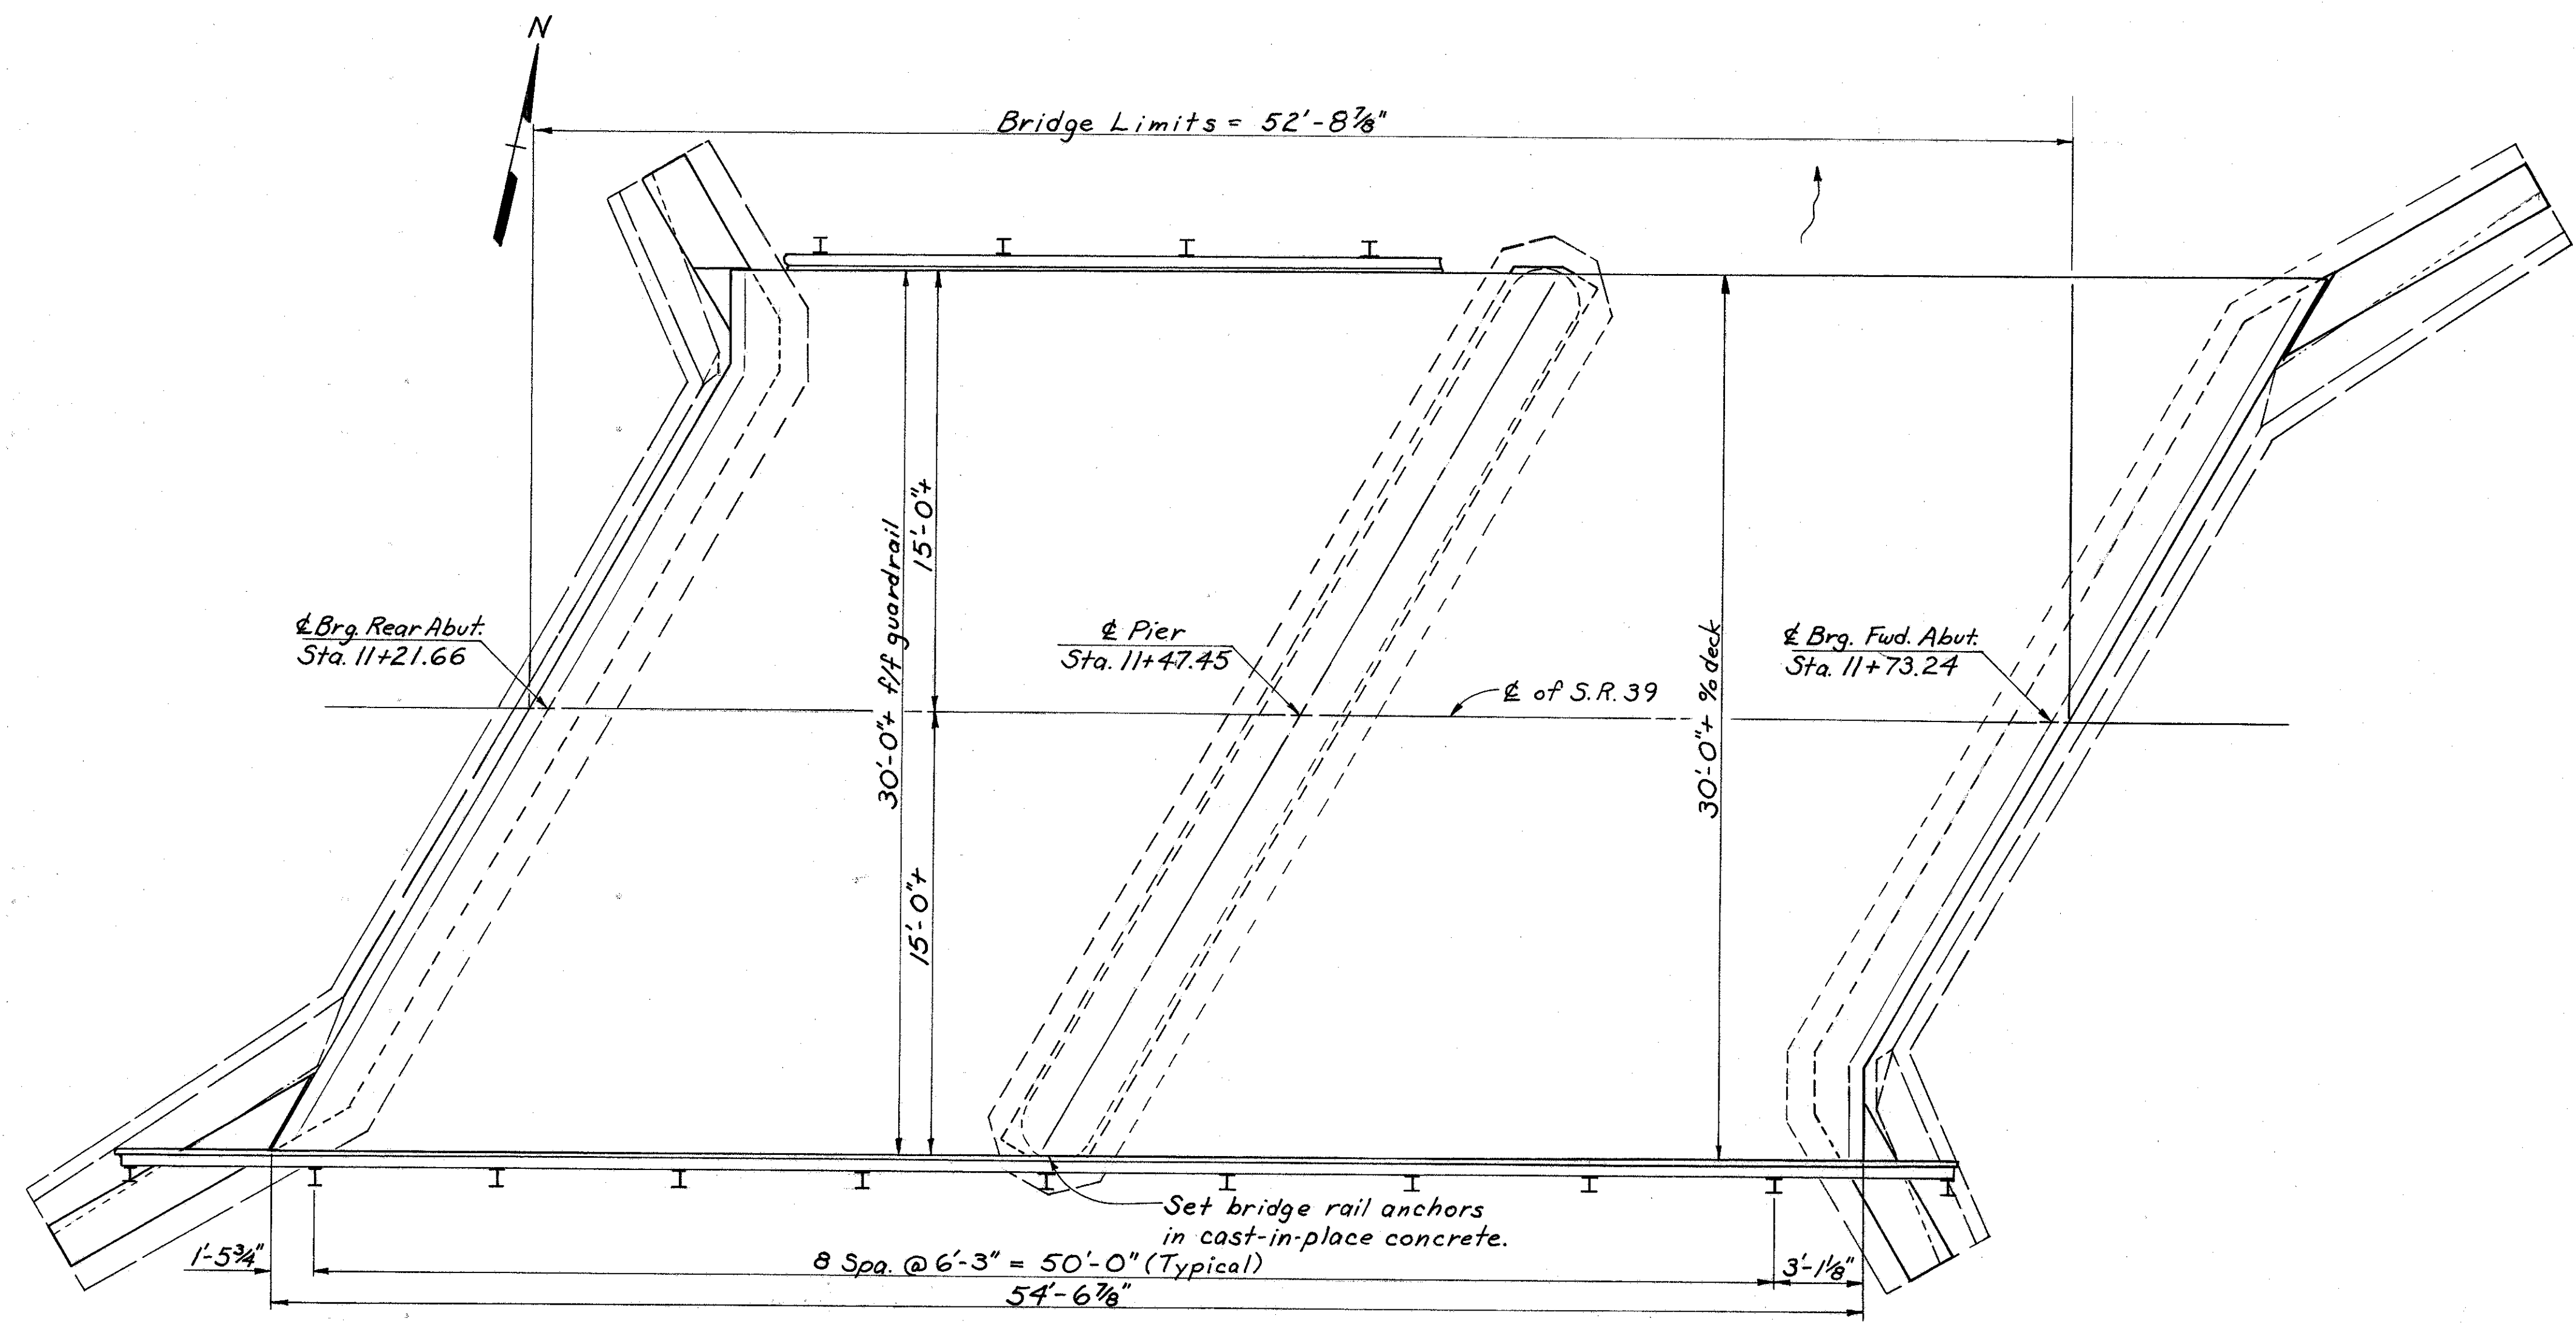 N
Bridge Limits = 52'-8⅞"
15'-0"+
30'-0"+ f/f guardrail
15'-0"+
30'-0"+ o/o deck
℄ Brg. Rear Abut.
Sta. 11+21.66
℄ Pier
Sta. 11+47.45
℄ of S.R. 39
℄ Brg. Fwd. Abut.
Sta. 11+73.24
Set bridge rail anchors
in cast-in-place concrete.
1'-5¾"
8 Spa. @ 6'-3" = 50'-0" (Typical)
3'-1⅛"
54'-6⅞"